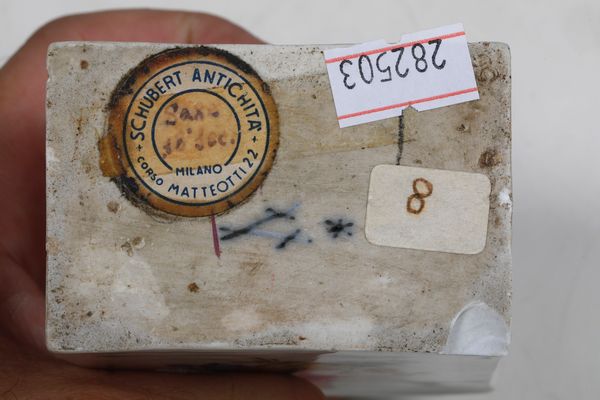 SCHUBERT ANTICHITA'
MILANO
CORSO MATTEOTTI 22
282503
8